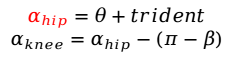 α_hip = θ + trident
α_knee = α_hip − (π − β)